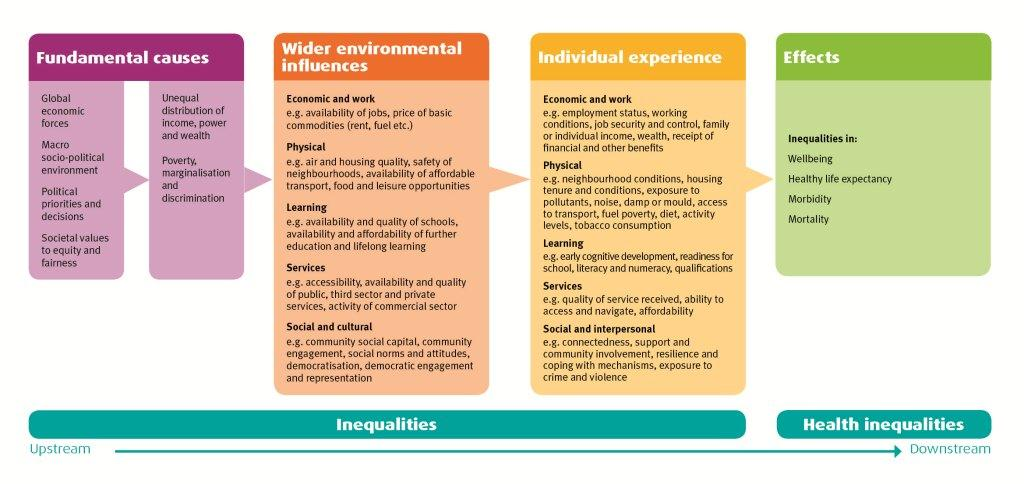 Fundamental causes
Global
economic
forces
Macro
socio-political
environment
Political
priorities and
decisions
Societal values
to equity and
fairness
Unequal
distribution of
income, power
and wealth
Poverty,
marginalisation
and
discrimination
Wider environmental
influences
Economic and work
e.g. availability of jobs, price of basic
commodities (rent, fuel etc.)
Physical
e.g. air and housing quality, safety of
neighbourhoods, availability of affordable
transport, food and leisure opportunities
Learning
e.g. availability and quality of schools,
availability and affordability of further
education and lifelong learning
Services
e.g. accessibility, availability and quality
of public, third sector and private
services, activity of commercial sector
Social and cultural
e.g. community social capital, community
engagement, social norms and attitudes,
democratisation, democratic engagement
and representation
Individual experience
Economic and work
e.g. employment status, working
conditions, job security and control, family
or individual income, wealth, receipt of
financial and other benefits
Physical
e.g. neighbourhood conditions, housing
tenure and conditions, exposure to
pollutants, noise, damp or mould, access
to transport, fuel poverty, diet, activity
levels, tobacco consumption
Learning
e.g. early cognitive development, readiness for
school, literacy and numeracy, qualifications
Services
e.g. quality of service received, ability to
access and navigate, affordability
Social and interpersonal
e.g. connectedness, support and
community involvement, resilience and
coping with mechanisms, exposure to
crime and violence
Effects
Inequalities in:
Wellbeing
Healthy life expectancy
Morbidity
Mortality
Inequalities
Health inequalities
Upstream
Downstream